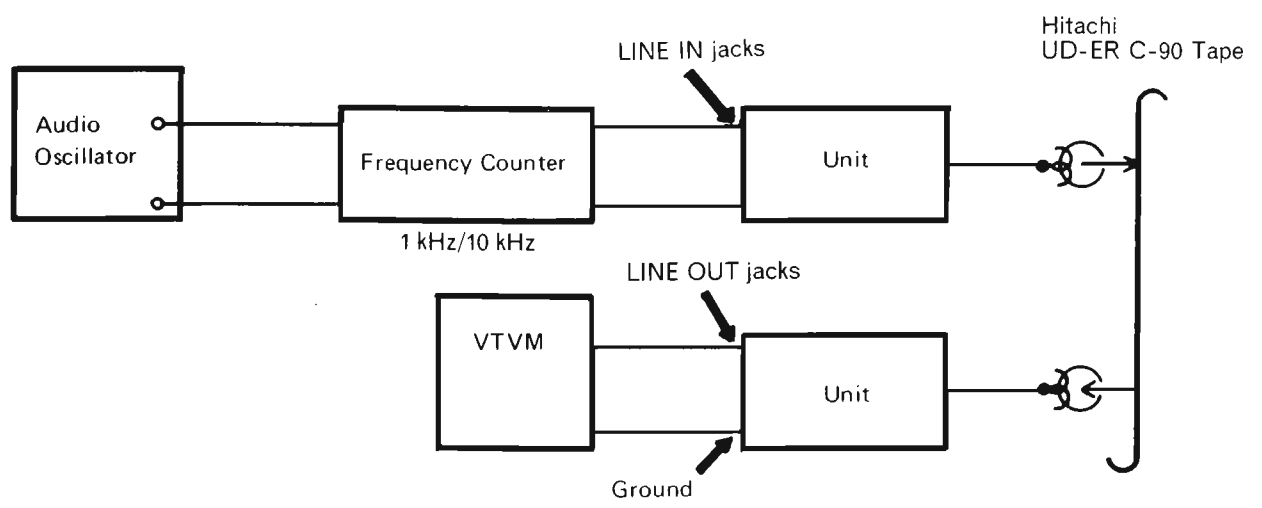 Hitachi
UD-ER C-90 Tape
LINE IN jacks
Audio
Oscillator
Frequency Counter
Unit
1 kHz/10 kHz
LINE OUT jacks
VTVM
Unit
Ground